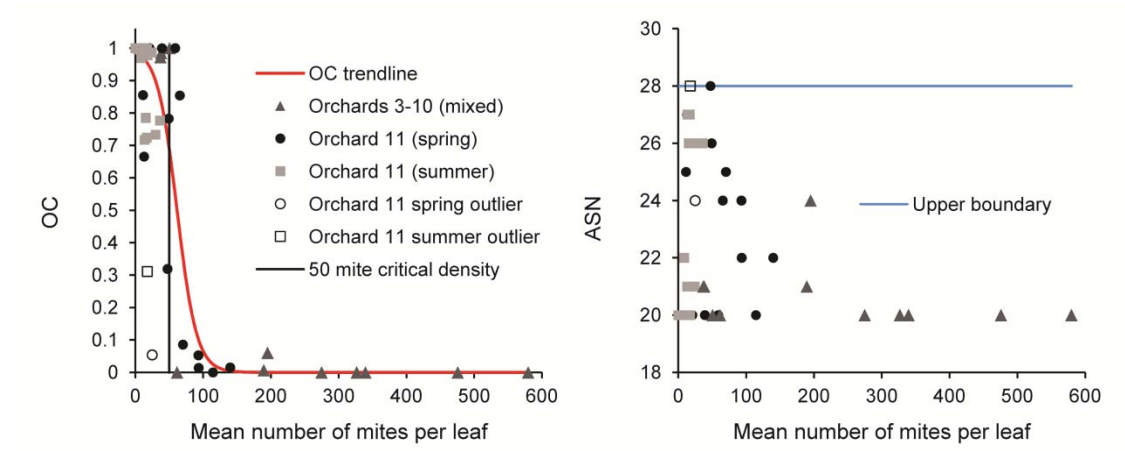 1
0.9
0.8
0.7
0.6
0.5
0.4
0.3
0.2
0.1
0
OC
0 100 200 300 400 500 600
Mean number of mites per leaf
OC trendline
Orchards 3-10 (mixed)
Orchard 11 (spring)
Orchard 11 (summer)
Orchard 11 spring outlier
Orchard 11 summer outlier
50 mite critical density
30
28
26
24
22
20
18
ASN
0 100 200 300 400 500 600
Mean number of mites per leaf
Upper boundary